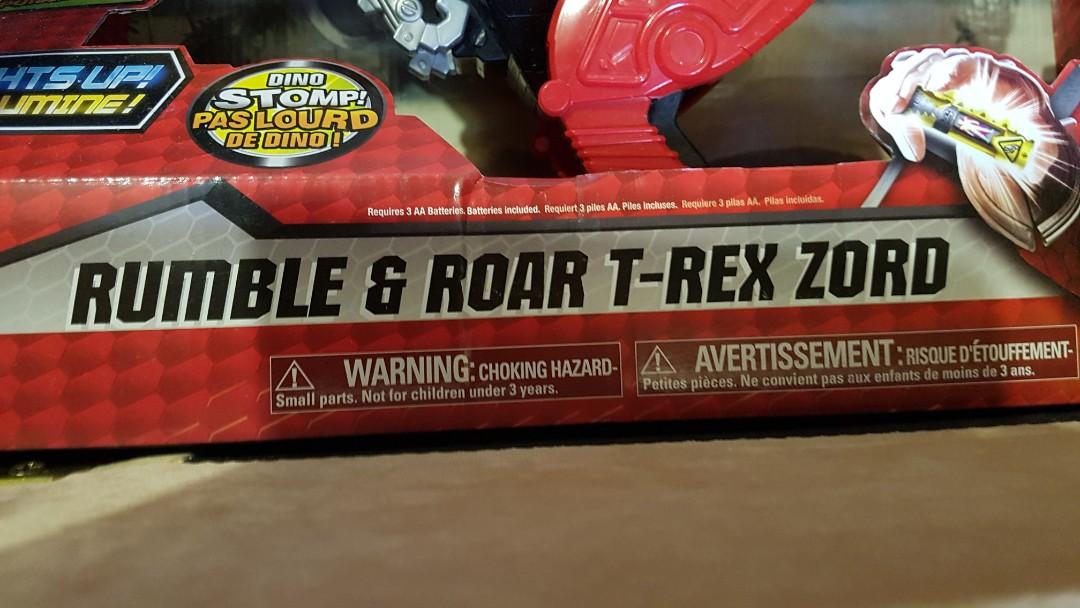 HTS UP!
UMINE!
DINO
STOMP!
PAS LOURD
DE DINO!
Requires 3 AA Batteries. Batteries included. Requiert 3 piles AA. Piles incluses. Requiere 3 pilas AA. Pilas incluidas.
RUMBLE & ROAR T-REX ZORD
WARNING: CHOKING HAZARD-
Small parts. Not for children under 3 years.
AVERTISSEMENT : RISQUE D'ÉTOUFFEMENT-
Petites pièces. Ne convient pas aux enfants de moins de 3 ans.